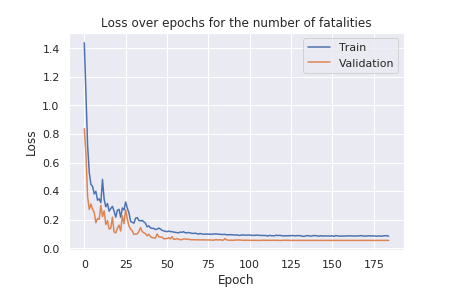 Loss over epochs for the number of fatalities
Train
Validation
Loss
1.4
1.2
1.0
0.8
0.6
0.4
0.2
0.0
0 25 50 75 100 125 150 175
Epoch